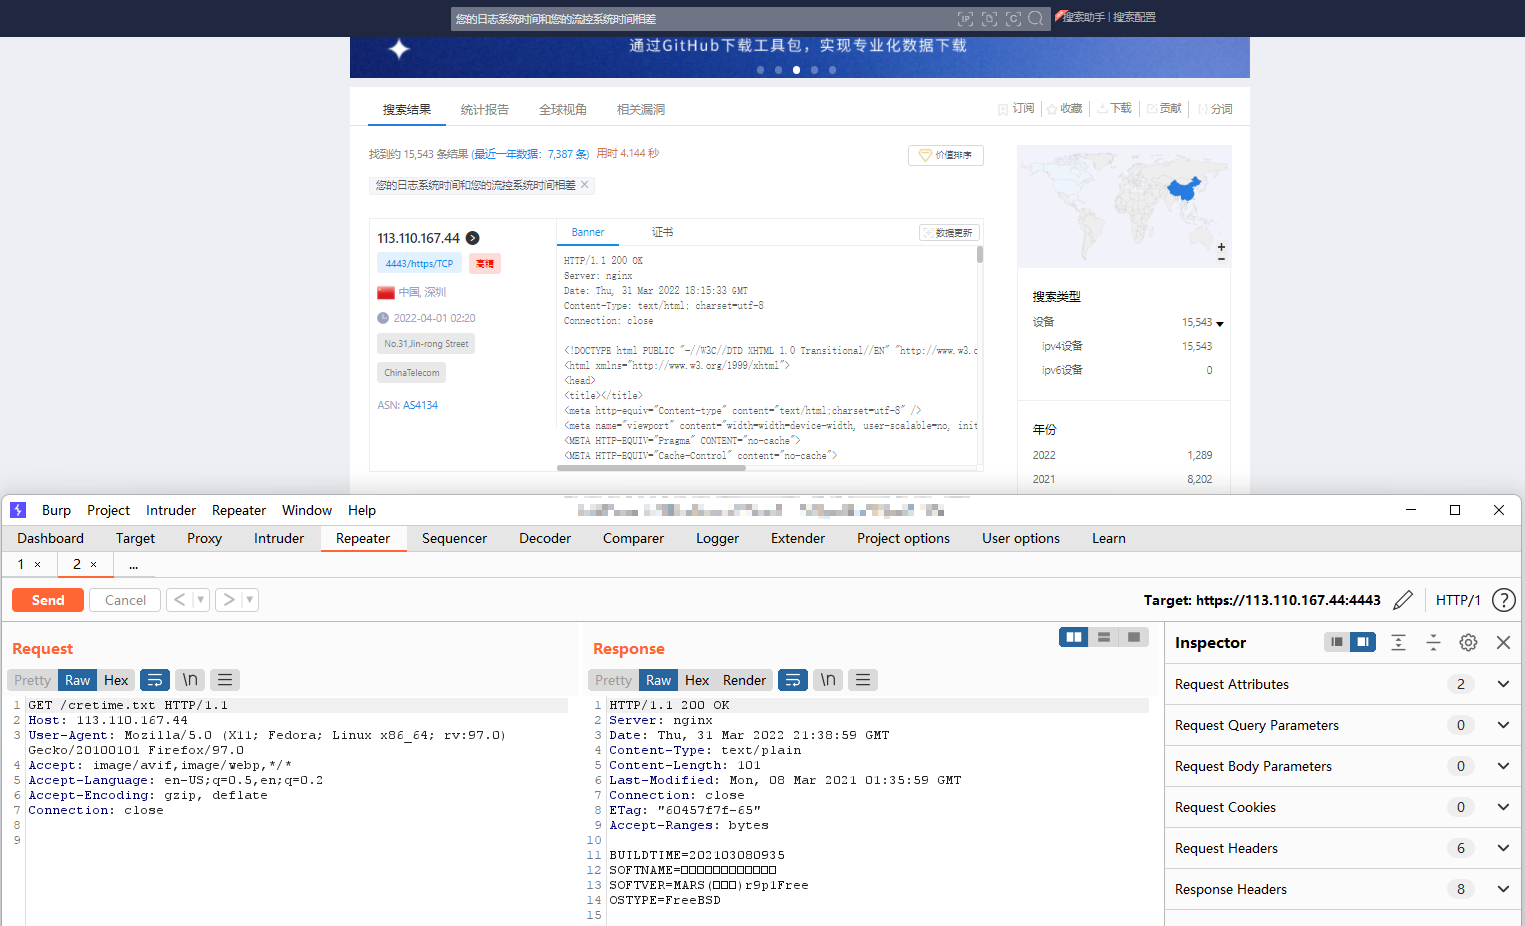 您的日志系统时间和您的流控系统时间相差
搜索助手 | 搜索配置
通过GitHub下载工具包，实现专业化数据下载
搜索结果 统计报告 全球视角 相关漏洞
订阅 收藏 下载 贡献 分词
找到约 15,543 条结果 (最近一年数据：7,387 条) 用时 4.144 秒
价值排序
您的日志系统时间和您的流控系统时间相差 ×
113.110.167.44
4443/https/TCP 高精
中国, 深圳
2022-04-01 02:20
No.31,Jin-rong Street
ChinaTelecom
ASN: AS4134
Banner 证书 数据更新
HTTP/1.1 200 OK
Server: nginx
Date: Thu, 31 Mar 2022 18:15:33 GMT
Content-Type: text/html; charset=utf-8
Connection: close
<!DOCTYPE html PUBLIC "-//W3C//DTD XHTML 1.0 Transitional//EN" "http://www.w3.c
<html xmlns="http://www.w3.org/1999/xhtml">
<head>
<title></title>
<meta http-equiv="Content-type" content="text/html;charset=utf-8" />
<meta name="viewport" content="width=width=device-width, user-scalable=no, init
<META HTTP-EQUIV="Pragma" CONTENT="no-cache">
<META HTTP-EQUIV="Cache-Control" content="no-cache">
+
−
搜索类型
设备 15,543
ipv4设备 15,543
ipv6设备 0
年份
2022 1,289
2021 8,202
Burp Project Intruder Repeater Window Help
Dashboard Target Proxy Intruder Repeater Sequencer Decoder Comparer Logger Extender Project options User options Learn
1 × 2 × ...
Send Cancel < > Target: https://113.110.167.44:4443 HTTP/1 ?
Request
Pretty Raw Hex \n
1 GET /cretime.txt HTTP/1.1
2 Host: 113.110.167.44
3 User-Agent: Mozilla/5.0 (X11; Fedora; Linux x86_64; rv:97.0)
Gecko/20100101 Firefox/97.0
4 Accept: image/avif,image/webp,*/*
5 Accept-Language: en-US;q=0.5,en;q=0.2
6 Accept-Encoding: gzip, deflate
7 Connection: close
8
9
Response
Pretty Raw Hex Render \n
1 HTTP/1.1 200 OK
2 Server: nginx
3 Date: Thu, 31 Mar 2022 21:38:59 GMT
4 Content-Type: text/plain
5 Content-Length: 101
6 Last-Modified: Mon, 08 Mar 2021 01:35:59 GMT
7 Connection: close
8 ETag: "60457f7f-65"
9 Accept-Ranges: bytes
10
11 BUILDTIME=202103080935
12 SOFTNAME=□□□□□□□□□□□□
13 SOFTVER=MARS(□□□)r9p1Free
14 OSTYPE=FreeBSD
15
Inspector
Request Attributes 2
Request Query Parameters 0
Request Body Parameters 0
Request Cookies 0
Request Headers 6
Response Headers 8